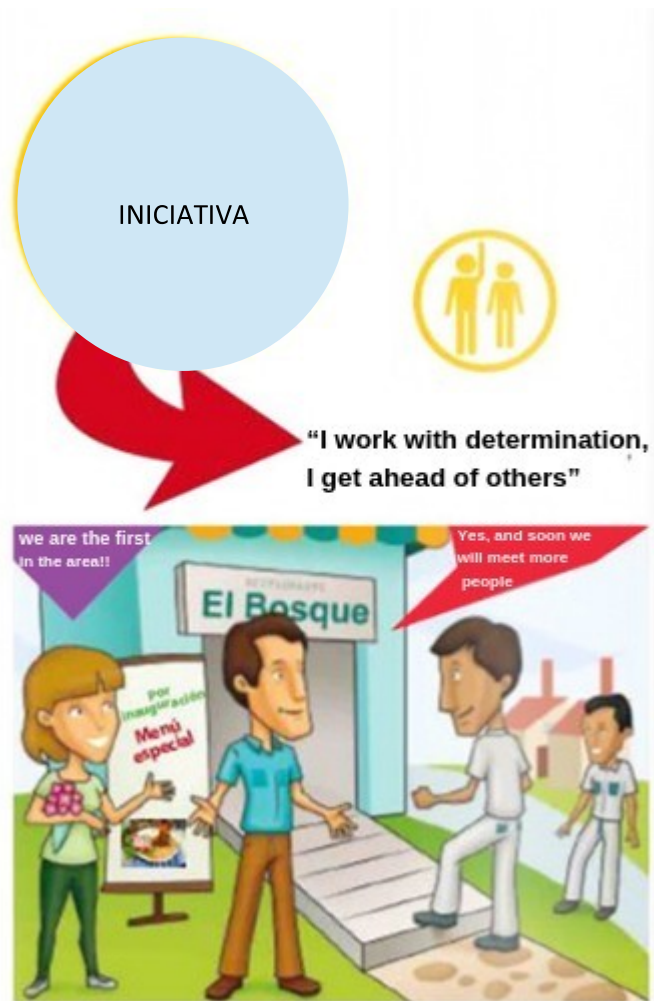 INICIATIVA
“I work with determination,
I get ahead of others”
we are the first
in the area!!
Yes, and soon we
will meet more
people
RESTAURANTE
El Bosque
Por
inauguración
Menú
especial